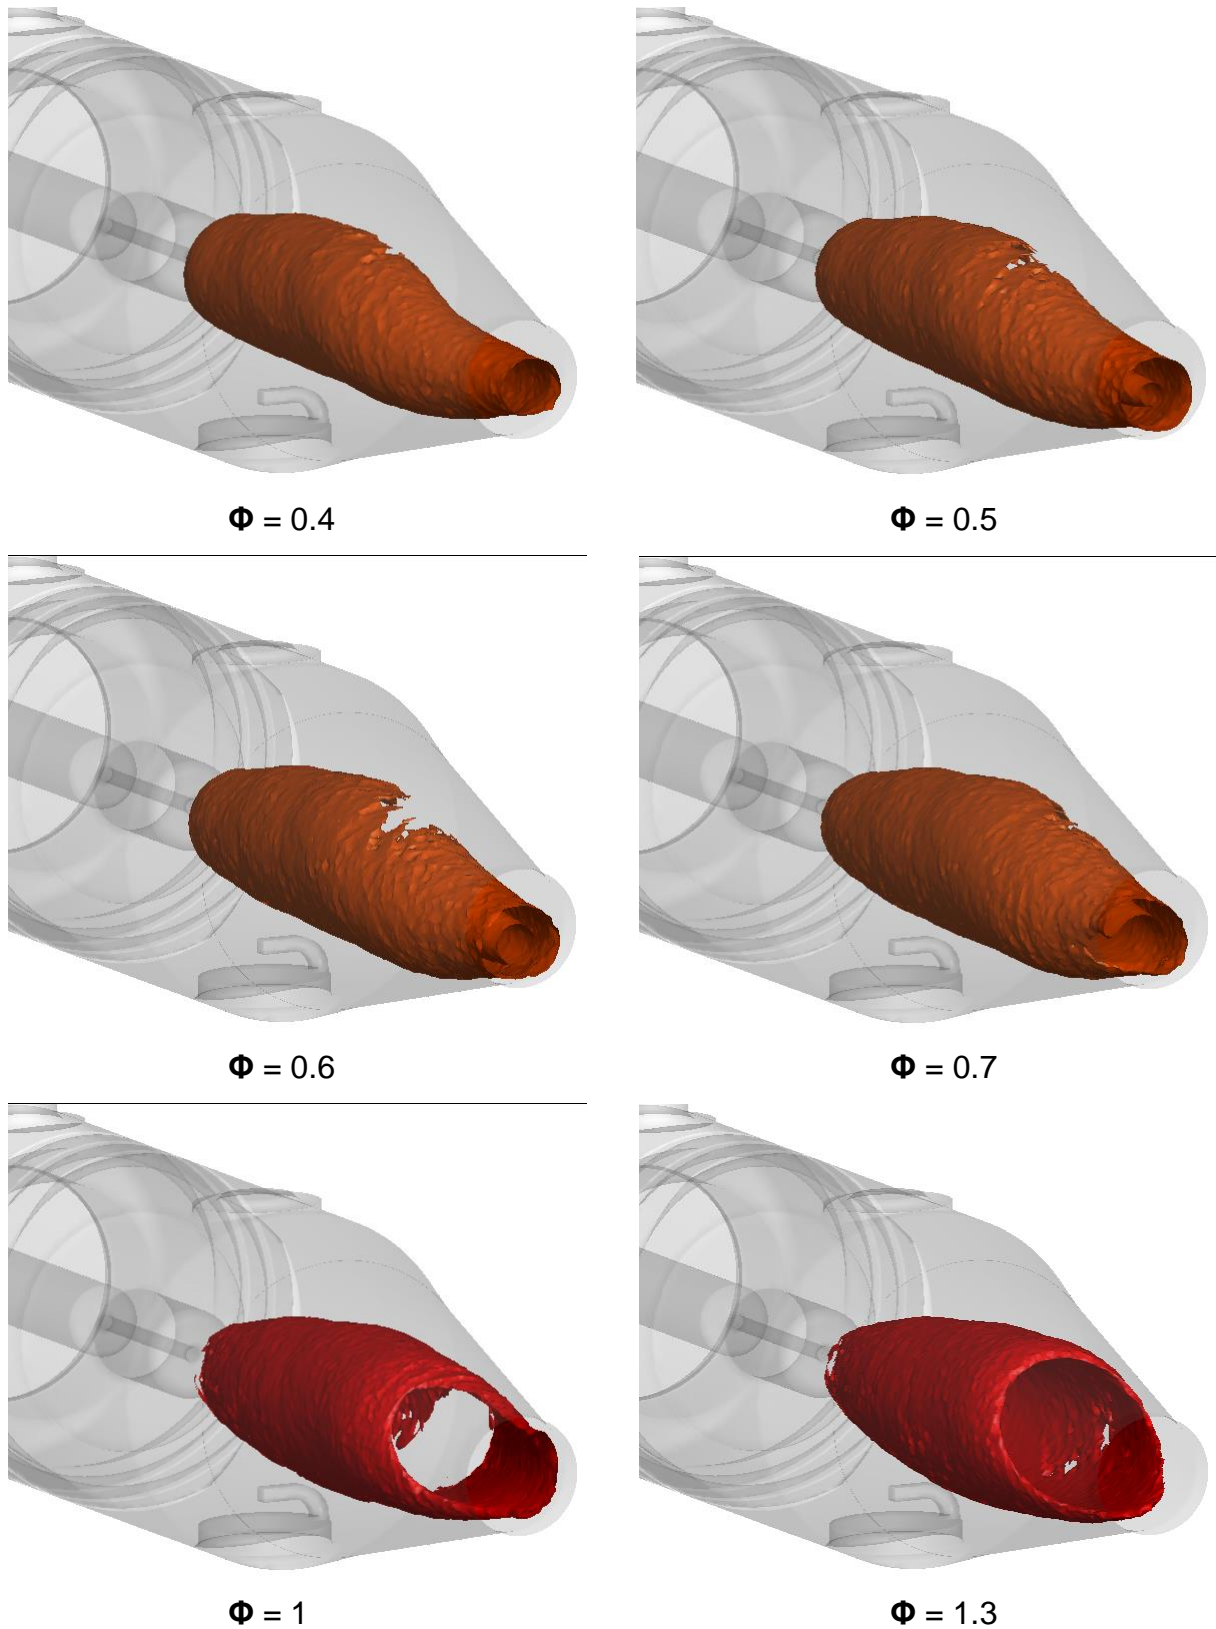 Φ = 0.4
Φ = 0.5
Φ = 0.6
Φ = 0.7
Φ = 1
Φ = 1.3